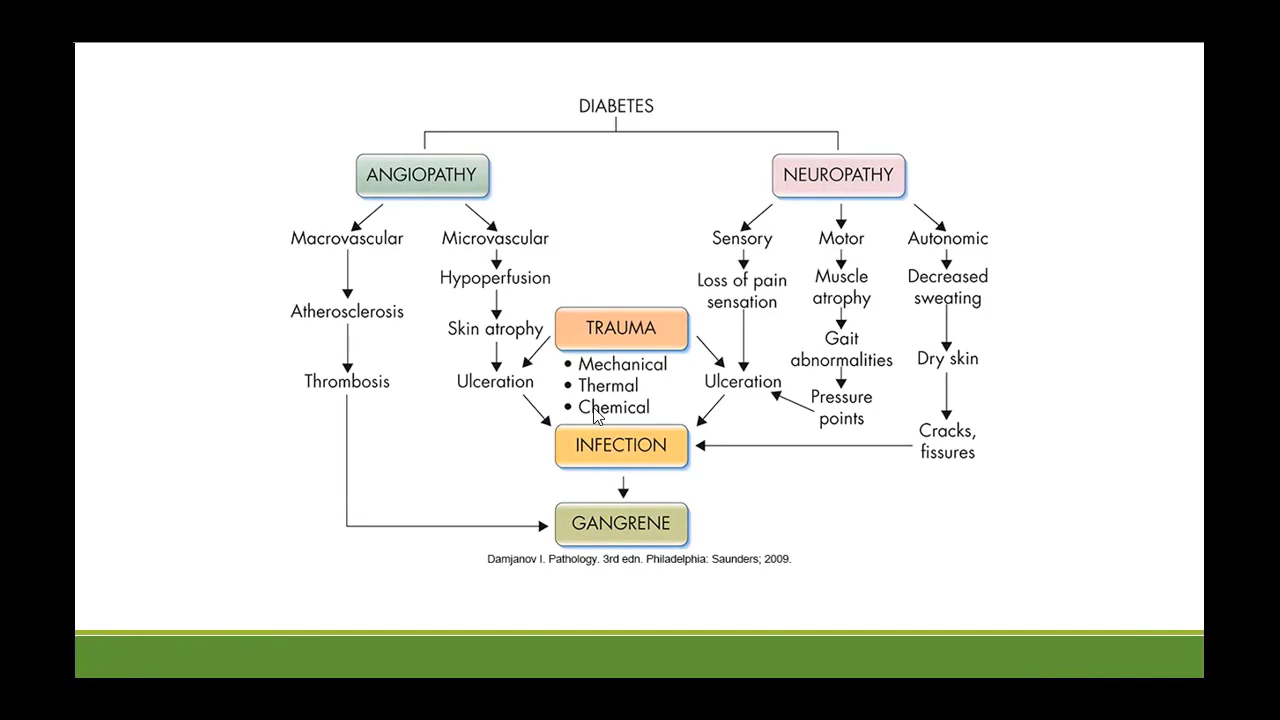 DIABETES
ANGIOPATHY
NEUROPATHY
Macrovascular
Microvascular
Sensory
Motor
Autonomic
Hypoperfusion
Loss of pain
sensation
Muscle
atrophy
Decreased
sweating
Atherosclerosis
Skin atrophy
TRAUMA
• Mechanical
• Thermal
• Chemical
Gait
abnormalities
Dry skin
Thrombosis
Ulceration
Ulceration
Pressure
points
Cracks,
fissures
INFECTION
GANGRENE
Damjanov I. Pathology. 3rd edn. Philadelphia: Saunders; 2009.